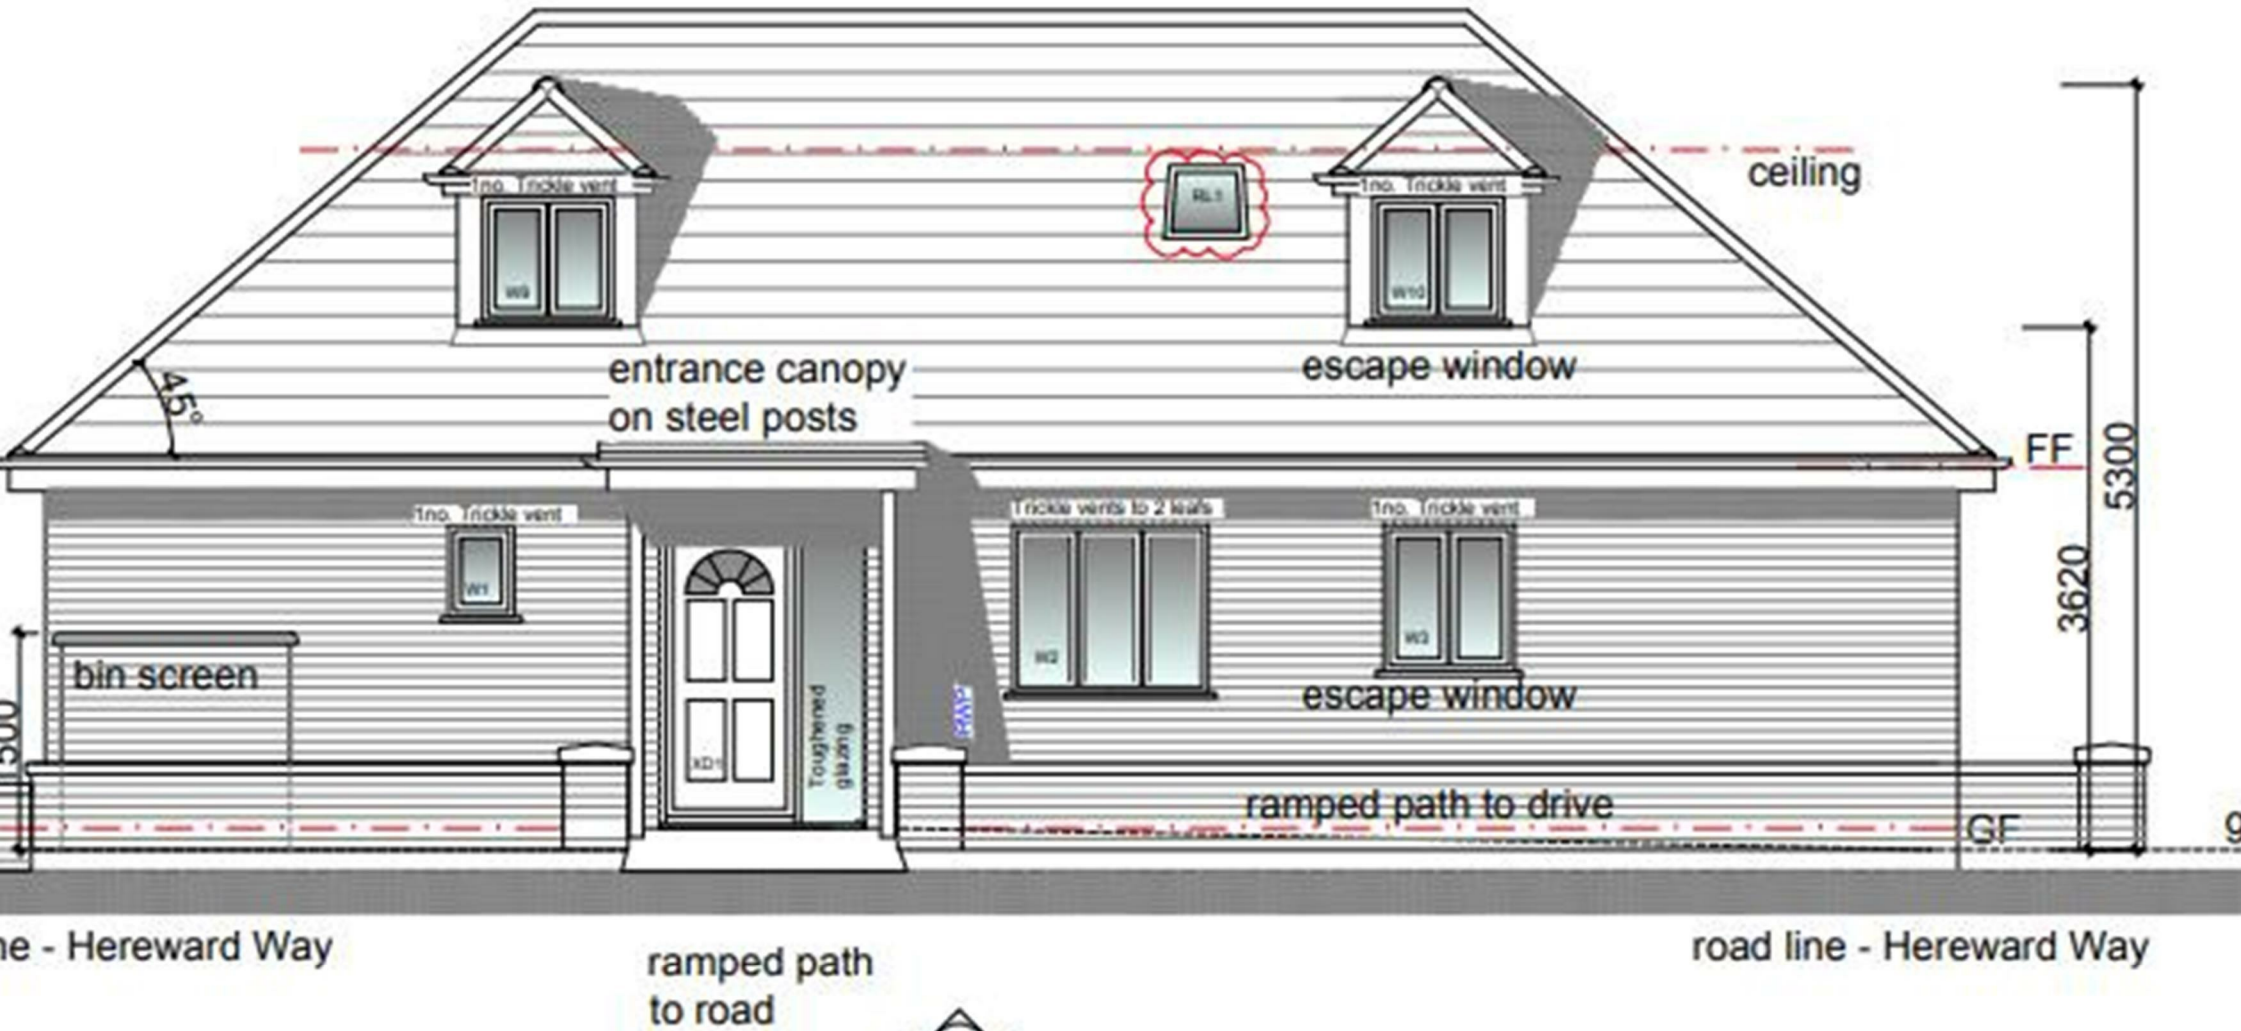 ceiling
1no. Trickle vent
1no. Trickle vent
RL1
W9
W10
entrance canopy
on steel posts
escape window
45°
FF
5300
3620
1no. Trickle vent
Trickle vents to 2 leafs
1no. Trickle vent
W1
W2
W3
bin screen
escape window
RWP
Toughened
glazing
XD1
ramped path to drive
GF
ne - Hereward Way
road line - Hereward Way
ramped path
to road